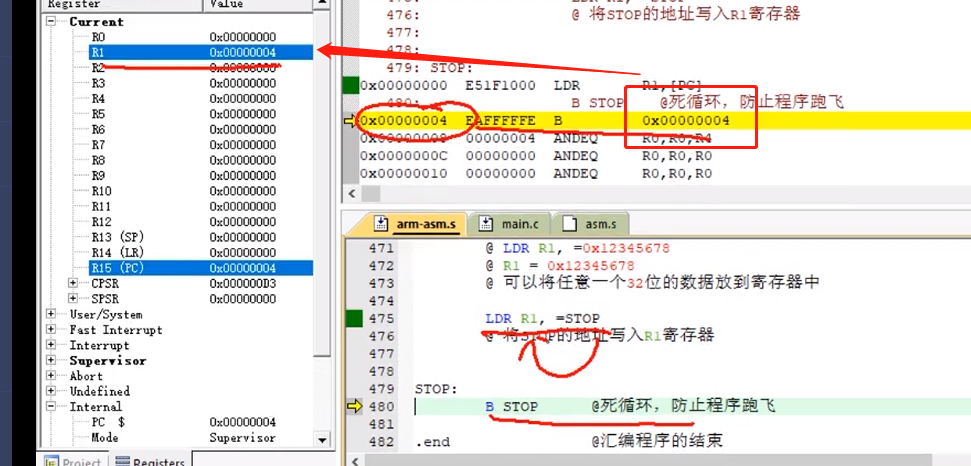 Register
Value
Current
R0 0x00000000
R1 0x00000004
R2 0x00000000
R3 0x00000000
R4 0x00000000
R5 0x00000000
R6 0x00000000
R7 0x00000000
R8 0x00000000
R9 0x00000000
R10 0x00000000
R11 0x00000000
R12 0x00000000
R13 (SP) 0x00000000
R14 (LR) 0x00000000
R15 (PC) 0x00000004
CPSR 0x000000D3
SPSR 0x00000000
User/System
Fast Interrupt
Interrupt
Supervisor
Abort
Undefined
Internal
PC $ 0x00000004
Mode Supervisor
Project Registers
476: @ 将STOP的地址写入R1寄存器
477:
478:
479: STOP:
0x00000000 E51F1000 LDR R1,[PC]
480: B STOP @死循环，防止程序跑飞
0x00000004 EAFFFFFE B 0x00000004
0x00000008 00000004 ANDEQ R0,R0,R4
0x0000000C 00000000 ANDEQ R0,R0,R0
0x00000010 00000000 ANDEQ R0,R0,R0
arm-asm.s main.c asm.s
471 @ LDR R1, =0x12345678
472 @ R1 = 0x12345678
473 @ 可以将任意一个32位的数据放到寄存器中
474
475 LDR R1, =STOP
476 @ 将STOP的地址写入R1寄存器
477
478
479 STOP:
480 B STOP @死循环，防止程序跑飞
481
482 .end @汇编程序的结束